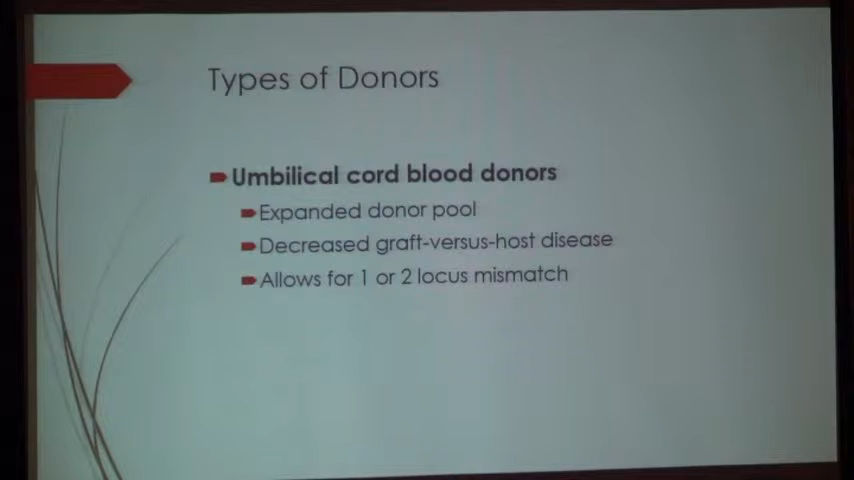 Types of Donors
Umbilical cord blood donors
Expanded donor pool
Decreased graft-versus-host disease
Allows for 1 or 2 locus mismatch